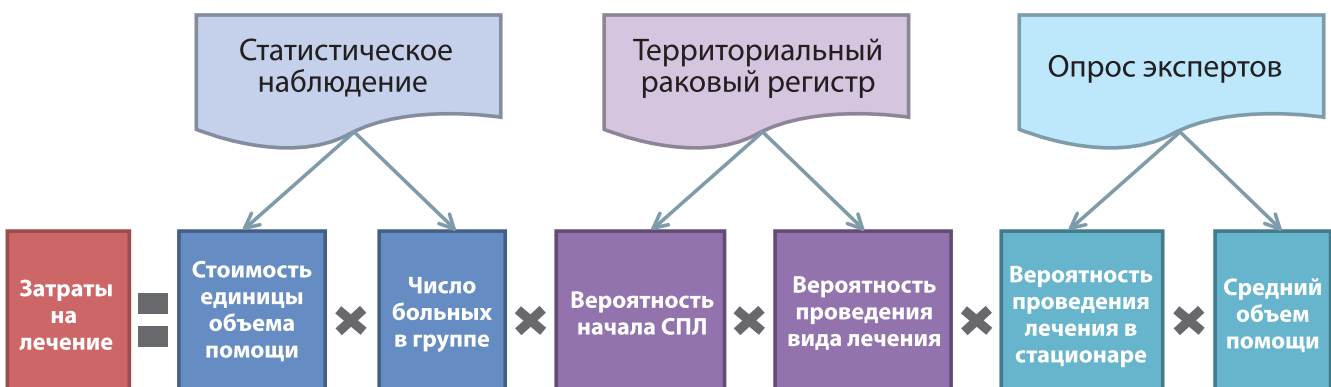 Статистическое
наблюдение
Территориальный
раковый регистр
Опрос экспертов
Затраты
на
лечение
=
Стоимость
единицы
объема
помощи
×
Число
больных
в группе
×
Вероятность
начала СПЛ
×
Вероятность
проведения
вида лечения
×
Вероятность
проведения
лечения в
стационаре
×
Средний
объем
помощи